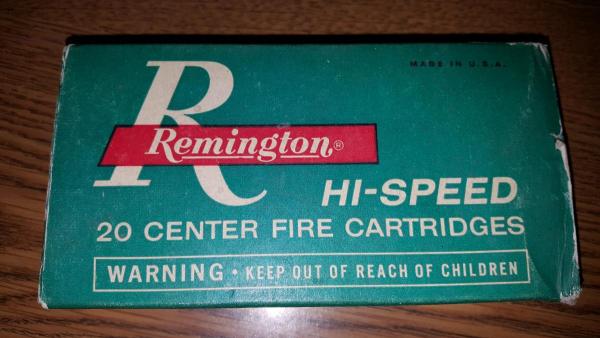 MADE IN U.S.A.
R
Remington®
HI-SPEED
20 CENTER FIRE CARTRIDGES
WARNING • KEEP OUT OF REACH OF CHILDREN